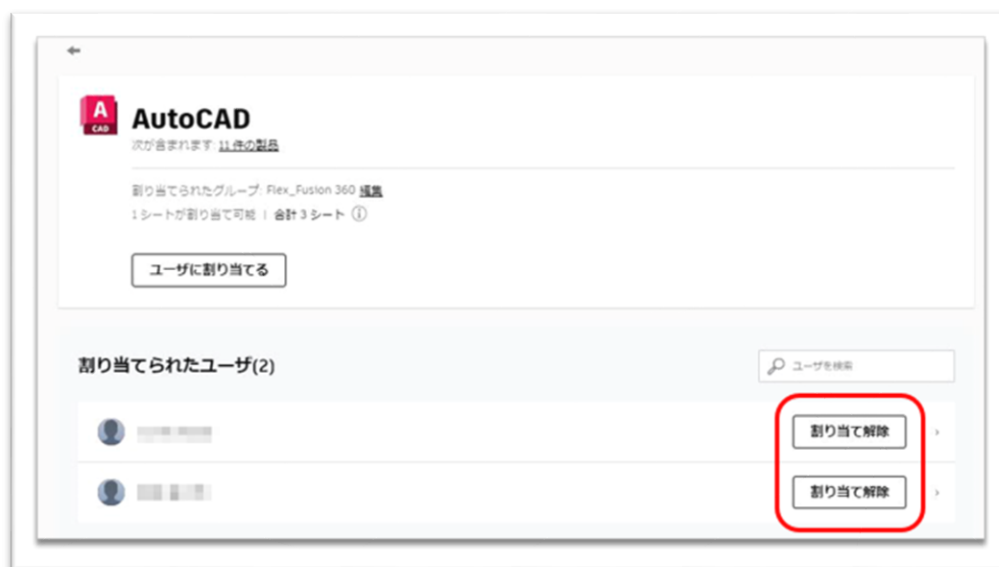 A
CAD
AutoCAD
次が含まれます: 11 件の製品
割り当てられたグループ: Flex_Fusion 360 編集
1 シートが割り当て可能 | 合計 3 シート
ユーザに割り当てる
割り当てられたユーザ(2)
ユーザを検索
割り当て解除
割り当て解除